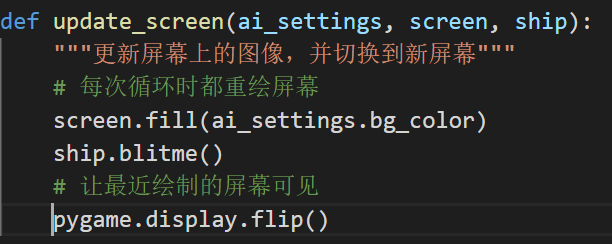 def update_screen(ai_settings, screen, ship):
    """更新屏幕上的图像，并切换到新屏幕"""
    # 每次循环时都重绘屏幕
    screen.fill(ai_settings.bg_color)
    ship.blitme()
    # 让最近绘制的屏幕可见
    pygame.display.flip()